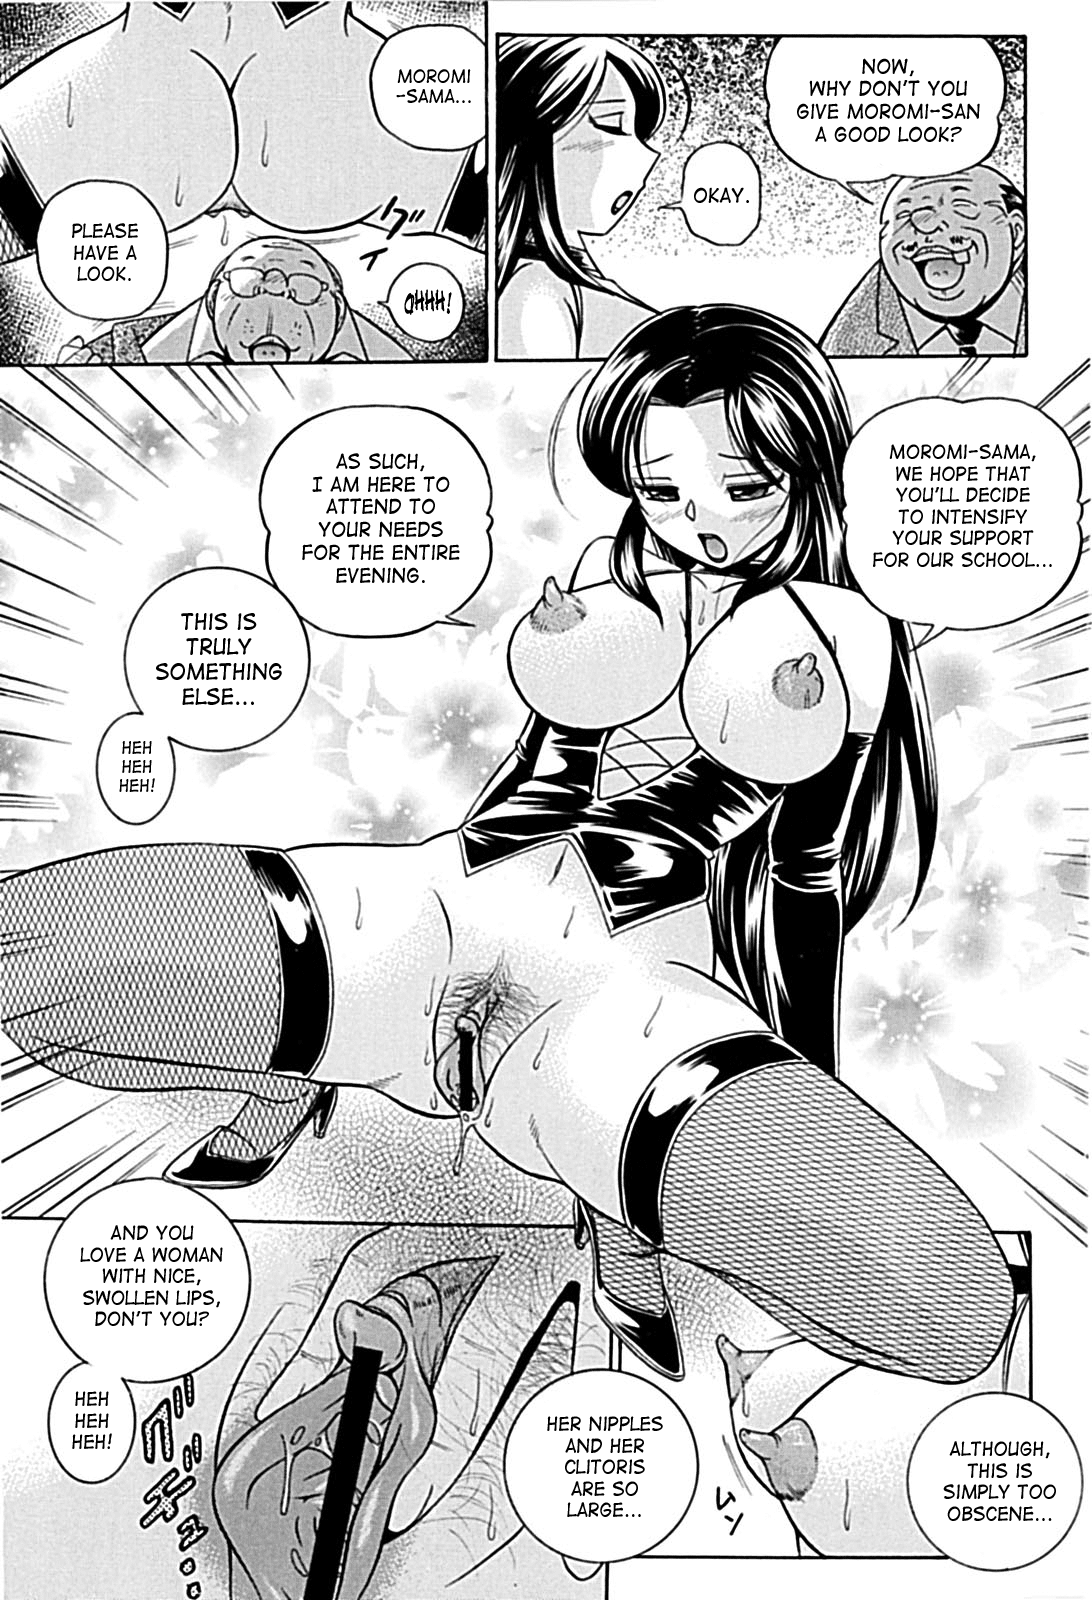 NOW,
WHY DON'T YOU
GIVE MOROMI-SAN
A GOOD LOOK?
OKAY.
MOROMI
-SAMA...
PLEASE
HAVE A
LOOK.
グッ
OHHH!
MOROMI-SAMA,
WE HOPE THAT
YOU'LL DECIDE
TO INTENSIFY
YOUR SUPPORT
FOR OUR SCHOOL...
AS SUCH,
I AM HERE TO
ATTEND TO
YOUR NEEDS
FOR THE ENTIRE
EVENING.
THIS IS
TRULY
SOMETHING
ELSE...
HEH
HEH
HEH!
ALTHOUGH,
THIS IS
SIMPLY TOO
OBSCENE...
ムン
HER NIPPLES
AND HER
CLITORIS
ARE SO
LARGE...
AND YOU
LOVE A WOMAN
WITH NICE,
SWOLLEN LIPS,
DON'T YOU?
HEH
HEH
HEH!